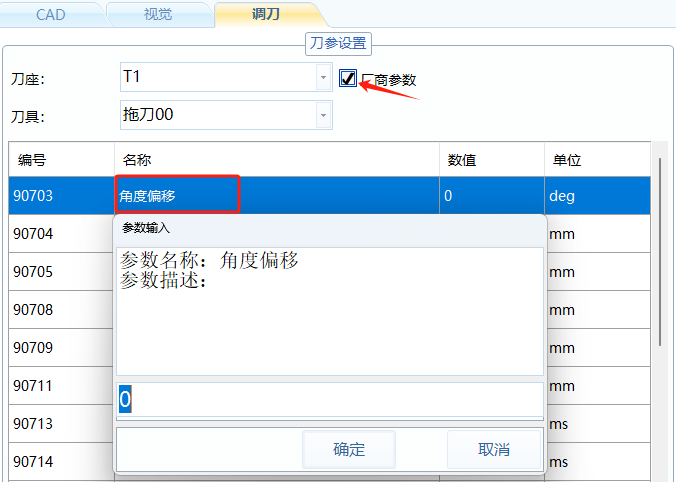 CAD 视觉 调刀
刀参设置
刀座： T1 厂商参数
刀具： 拖刀00
编号 名称 数值 单位
90703 角度偏移 0 deg
90704 mm
参数输入
参数名称：角度偏移
参数描述：
90705 mm
90708 mm
90709 mm
90711 mm
0
90713 ms
确定 取消
90714 ms